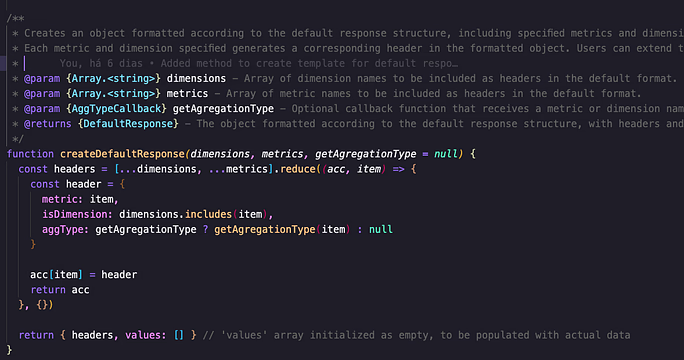 /**
* Creates an object formatted according to the default response structure, including specified metrics and dimensi
* Each metric and dimension specified generates a corresponding header in the formatted object. Users can extend t
* You, há 6 dias • Added method to create template for default respo…
* @param {Array.<string>} dimensions – Array of dimension names to be included as headers in the default format.
* @param {Array.<string>} metrics – Array of metric names to be included as headers in the default format.
* @param {AggTypeCallback} getAgregationType – Optional callback function that receives a metric or dimension nam
* @returns {DefaultResponse} – The object formatted according to the default response structure, with headers and
*/
function createDefaultResponse(dimensions, metrics, getAgregationType = null) {
const headers = [...dimensions, ...metrics].reduce((acc, item) => {
const header = {
metric: item,
isDimension: dimensions.includes(item),
aggType: getAgregationType ? getAgregationType(item) : null
}
acc[item] = header
return acc
}, {})
return { headers, values: [] } // 'values' array initialized as empty, to be populated with actual data
}